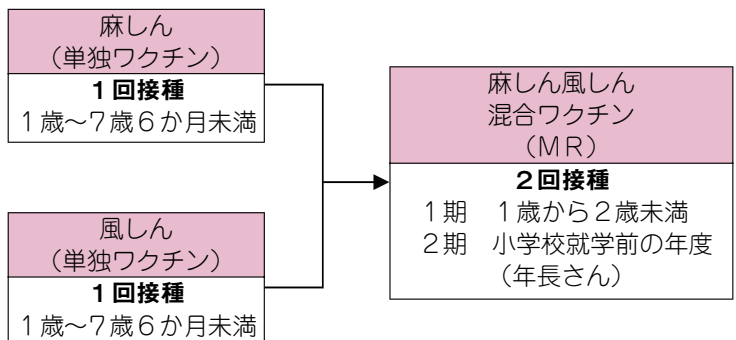 麻しん
（単独ワクチン）
１回接種
１歳～７歳６か月未満
風しん
（単独ワクチン）
１回接種
１歳～７歳６か月未満
麻しん風しん
混合ワクチン
（ＭＲ）
２回接種
１期　１歳から２歳未満
２期　小学校就学前の年度
（年長さん）